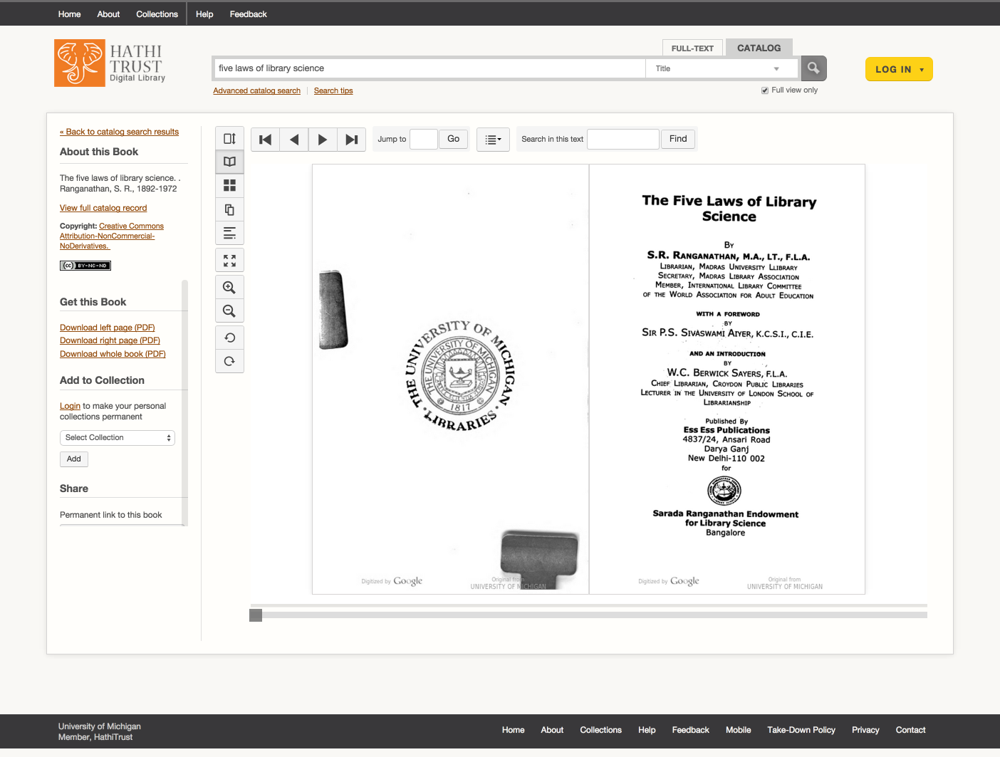 Home About Collections Help Feedback
HATHI
TRUST
Digital Library
FULL-TEXT CATALOG
five laws of library science Title
LOG IN
Advanced catalog search Search tips Full view only
« Back to catalog search results
About this Book
The five laws of library science. .
Ranganathan, S. R., 1892-1972
View full catalog record
Copyright: Creative Commons
Attribution-NonCommercial-
NoDerivatives.
(cc) BY-NC-ND
Get this Book
Download left page (PDF)
Download right page (PDF)
Download whole book (PDF)
Add to Collection
Login to make your personal
collections permanent
Select Collection
Add
Share
Permanent link to this book
Jump to Go Search in this text Find
THE UNIVERSITY OF MICHIGAN
· LIBRARIES ·
THE UNIVERSITY OF MICHIGAN
1817
Digitized by Google
Original from
UNIVERSITY OF MICHIGAN
The Five Laws of Library
Science
BY
S.R. RANGANATHAN, M.A., LT., F.L.A.
LIBRARIAN, MADRAS UNIVERSITY LLIBRARY
SECRETARY, MADRAS LIBRARY ASSOCIATION
MEMBER, INTERNATIONAL LIBRARY COMMITTEE
OF THE WORLD ASSOCIATION FOR ADULT EDUCATION
WITH A FOREWORD
BY
SIR P.S. SIVASWAMI AIYER, K.C.S.I., C.I.E.
AND AN INTRODUCTION
BY
W.C. BERWICK SAYERS, F.L.A.
CHIEF LIBRARIAN, CROYDON PUBLIC LIBRARIES
LECTURER IN THE UNIVERSITY OF LONDON SCHOOL OF
LIBRARIANSHIP
Published By
Ess Ess Publications
4837/24, Ansari Road
Darya Ganj
New Delhi-110 002
for
Sarada Ranganathan Endowment
for Library Science
Bangalore
Digitized by Google
Original from
UNIVERSITY OF MICHIGAN
University of Michigan
Member, HathiTrust
Home About Collections Help Feedback Mobile Take-Down Policy Privacy Contact